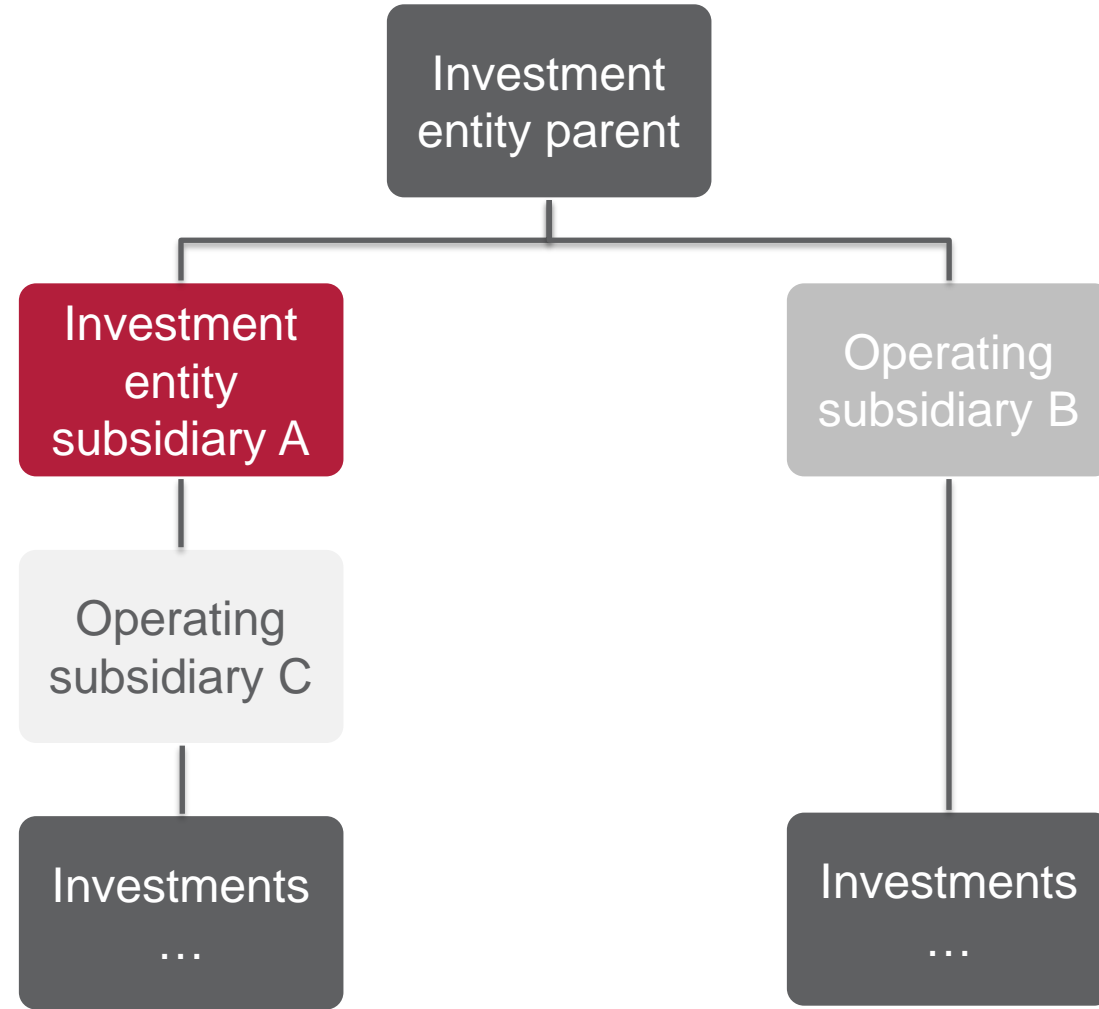 Investment
entity parent
Investment
entity
subsidiary A
Operating
subsidiary B
Operating
subsidiary C
Investments
…
Investments
…